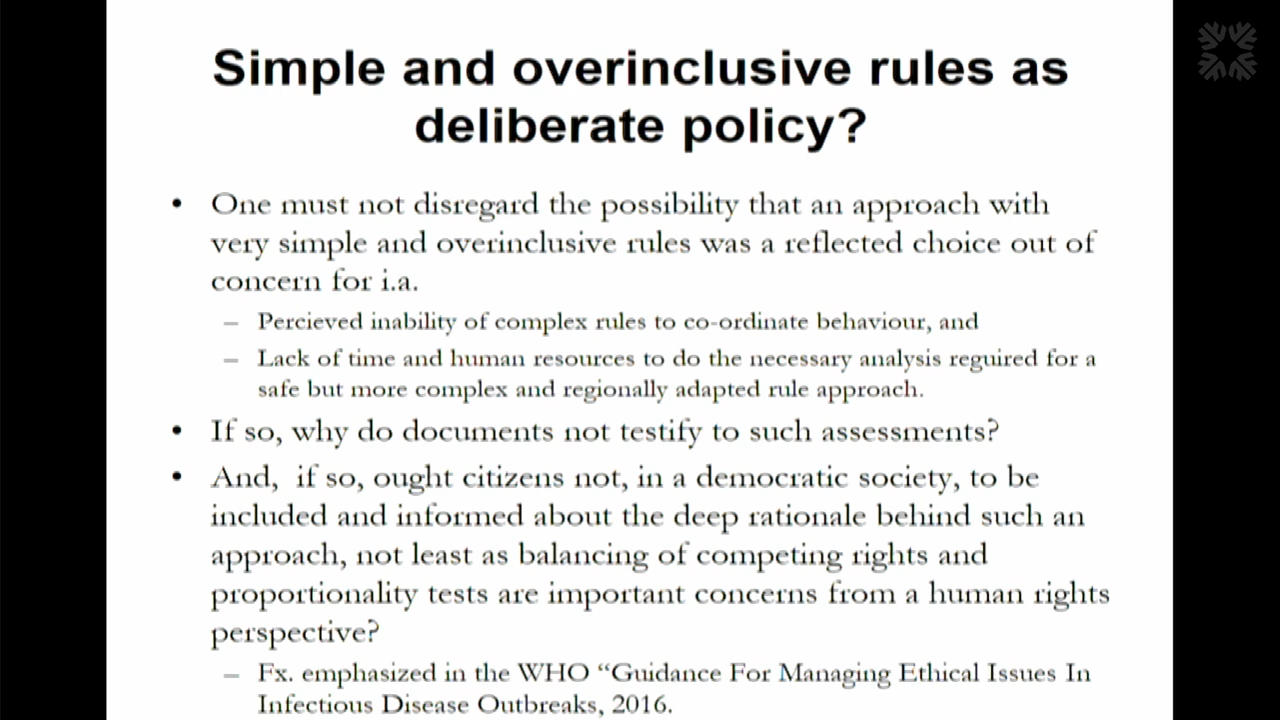 Simple and overinclusive rules as
deliberate policy?
• One must not disregard the possibility that an approach with
very simple and overinclusive rules was a reflected choice out of
concern for i.a.
– Percieved inability of complex rules to co-ordinate behaviour, and
– Lack of time and human resources to do the necessary analysis reguired for a
safe but more complex and regionally adapted rule approach.
• If so, why do documents not testify to such assessments?
• And, if so, ought citizens not, in a democratic society, to be
included and informed about the deep rationale behind such an
approach, not least as balancing of competing rights and
proportionality tests are important concerns from a human rights
perspective?
– Fx. emphasized in the WHO “Guidance For Managing Ethical Issues In
Infectious Disease Outbreaks, 2016.